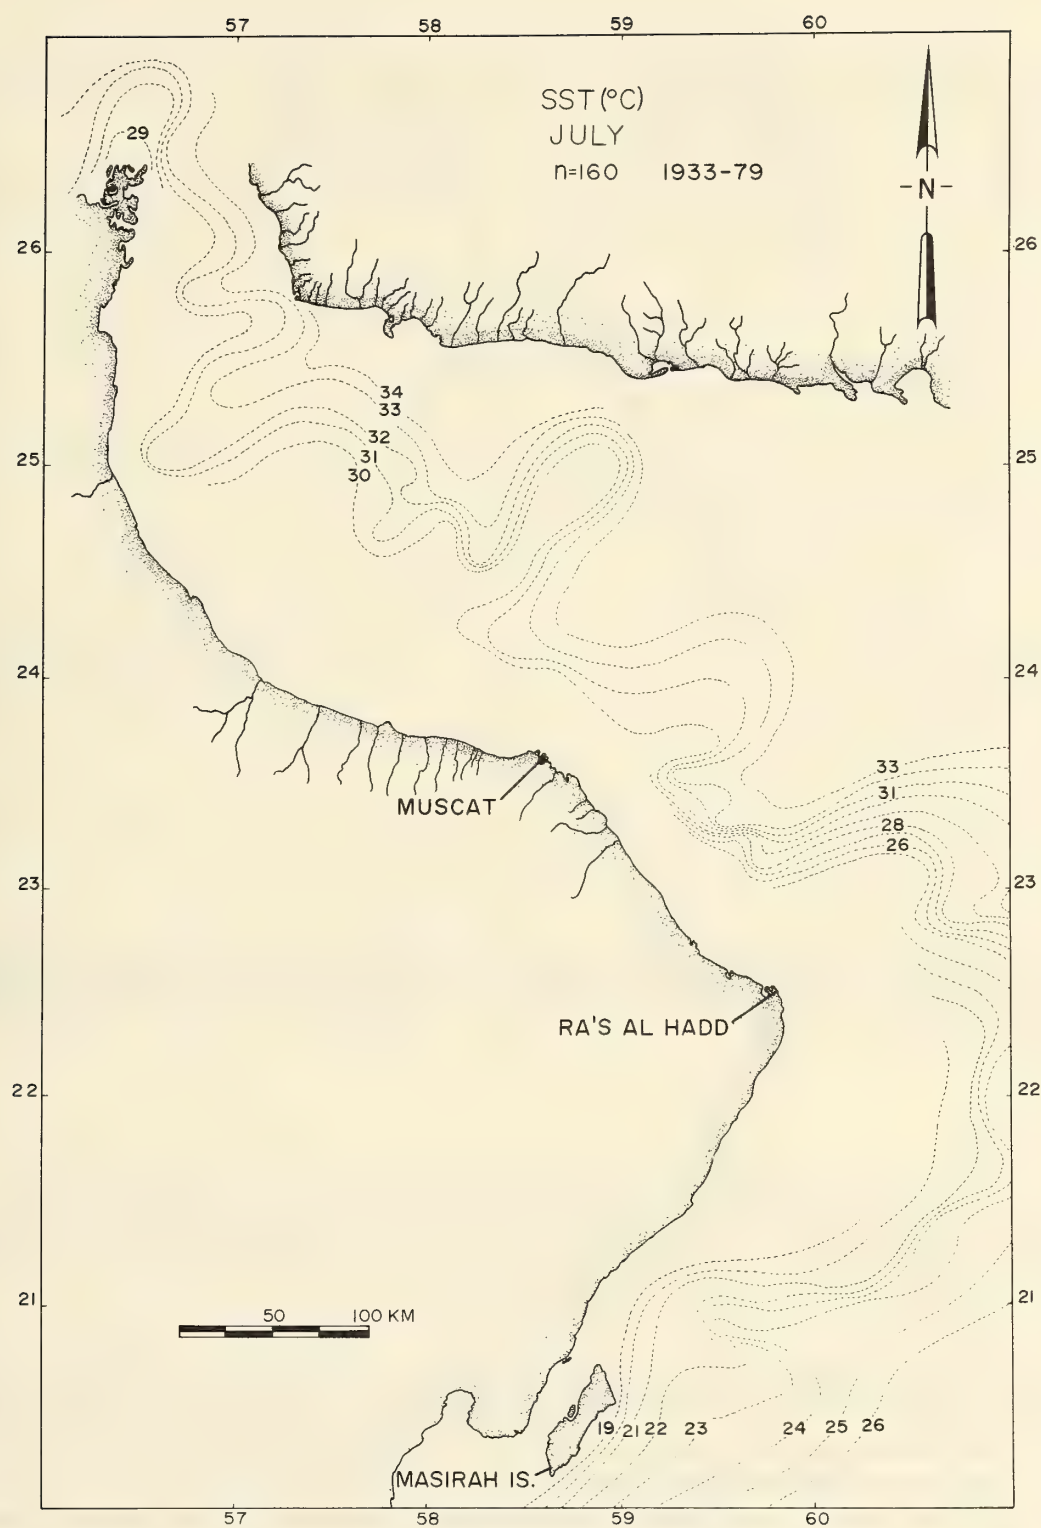 57 58 59 60
SST (°C)
JULY
n=160 1933-79
-N-
29
26 26
34
33
32
31
30
25 25
24 24
33
31
28
26
MUSCAT
23 23
RA'S AL HADD
22 22
21 21
50 100 KM
19 21 22 23 24 25 26
MASIRAH IS.
57 58 59 60